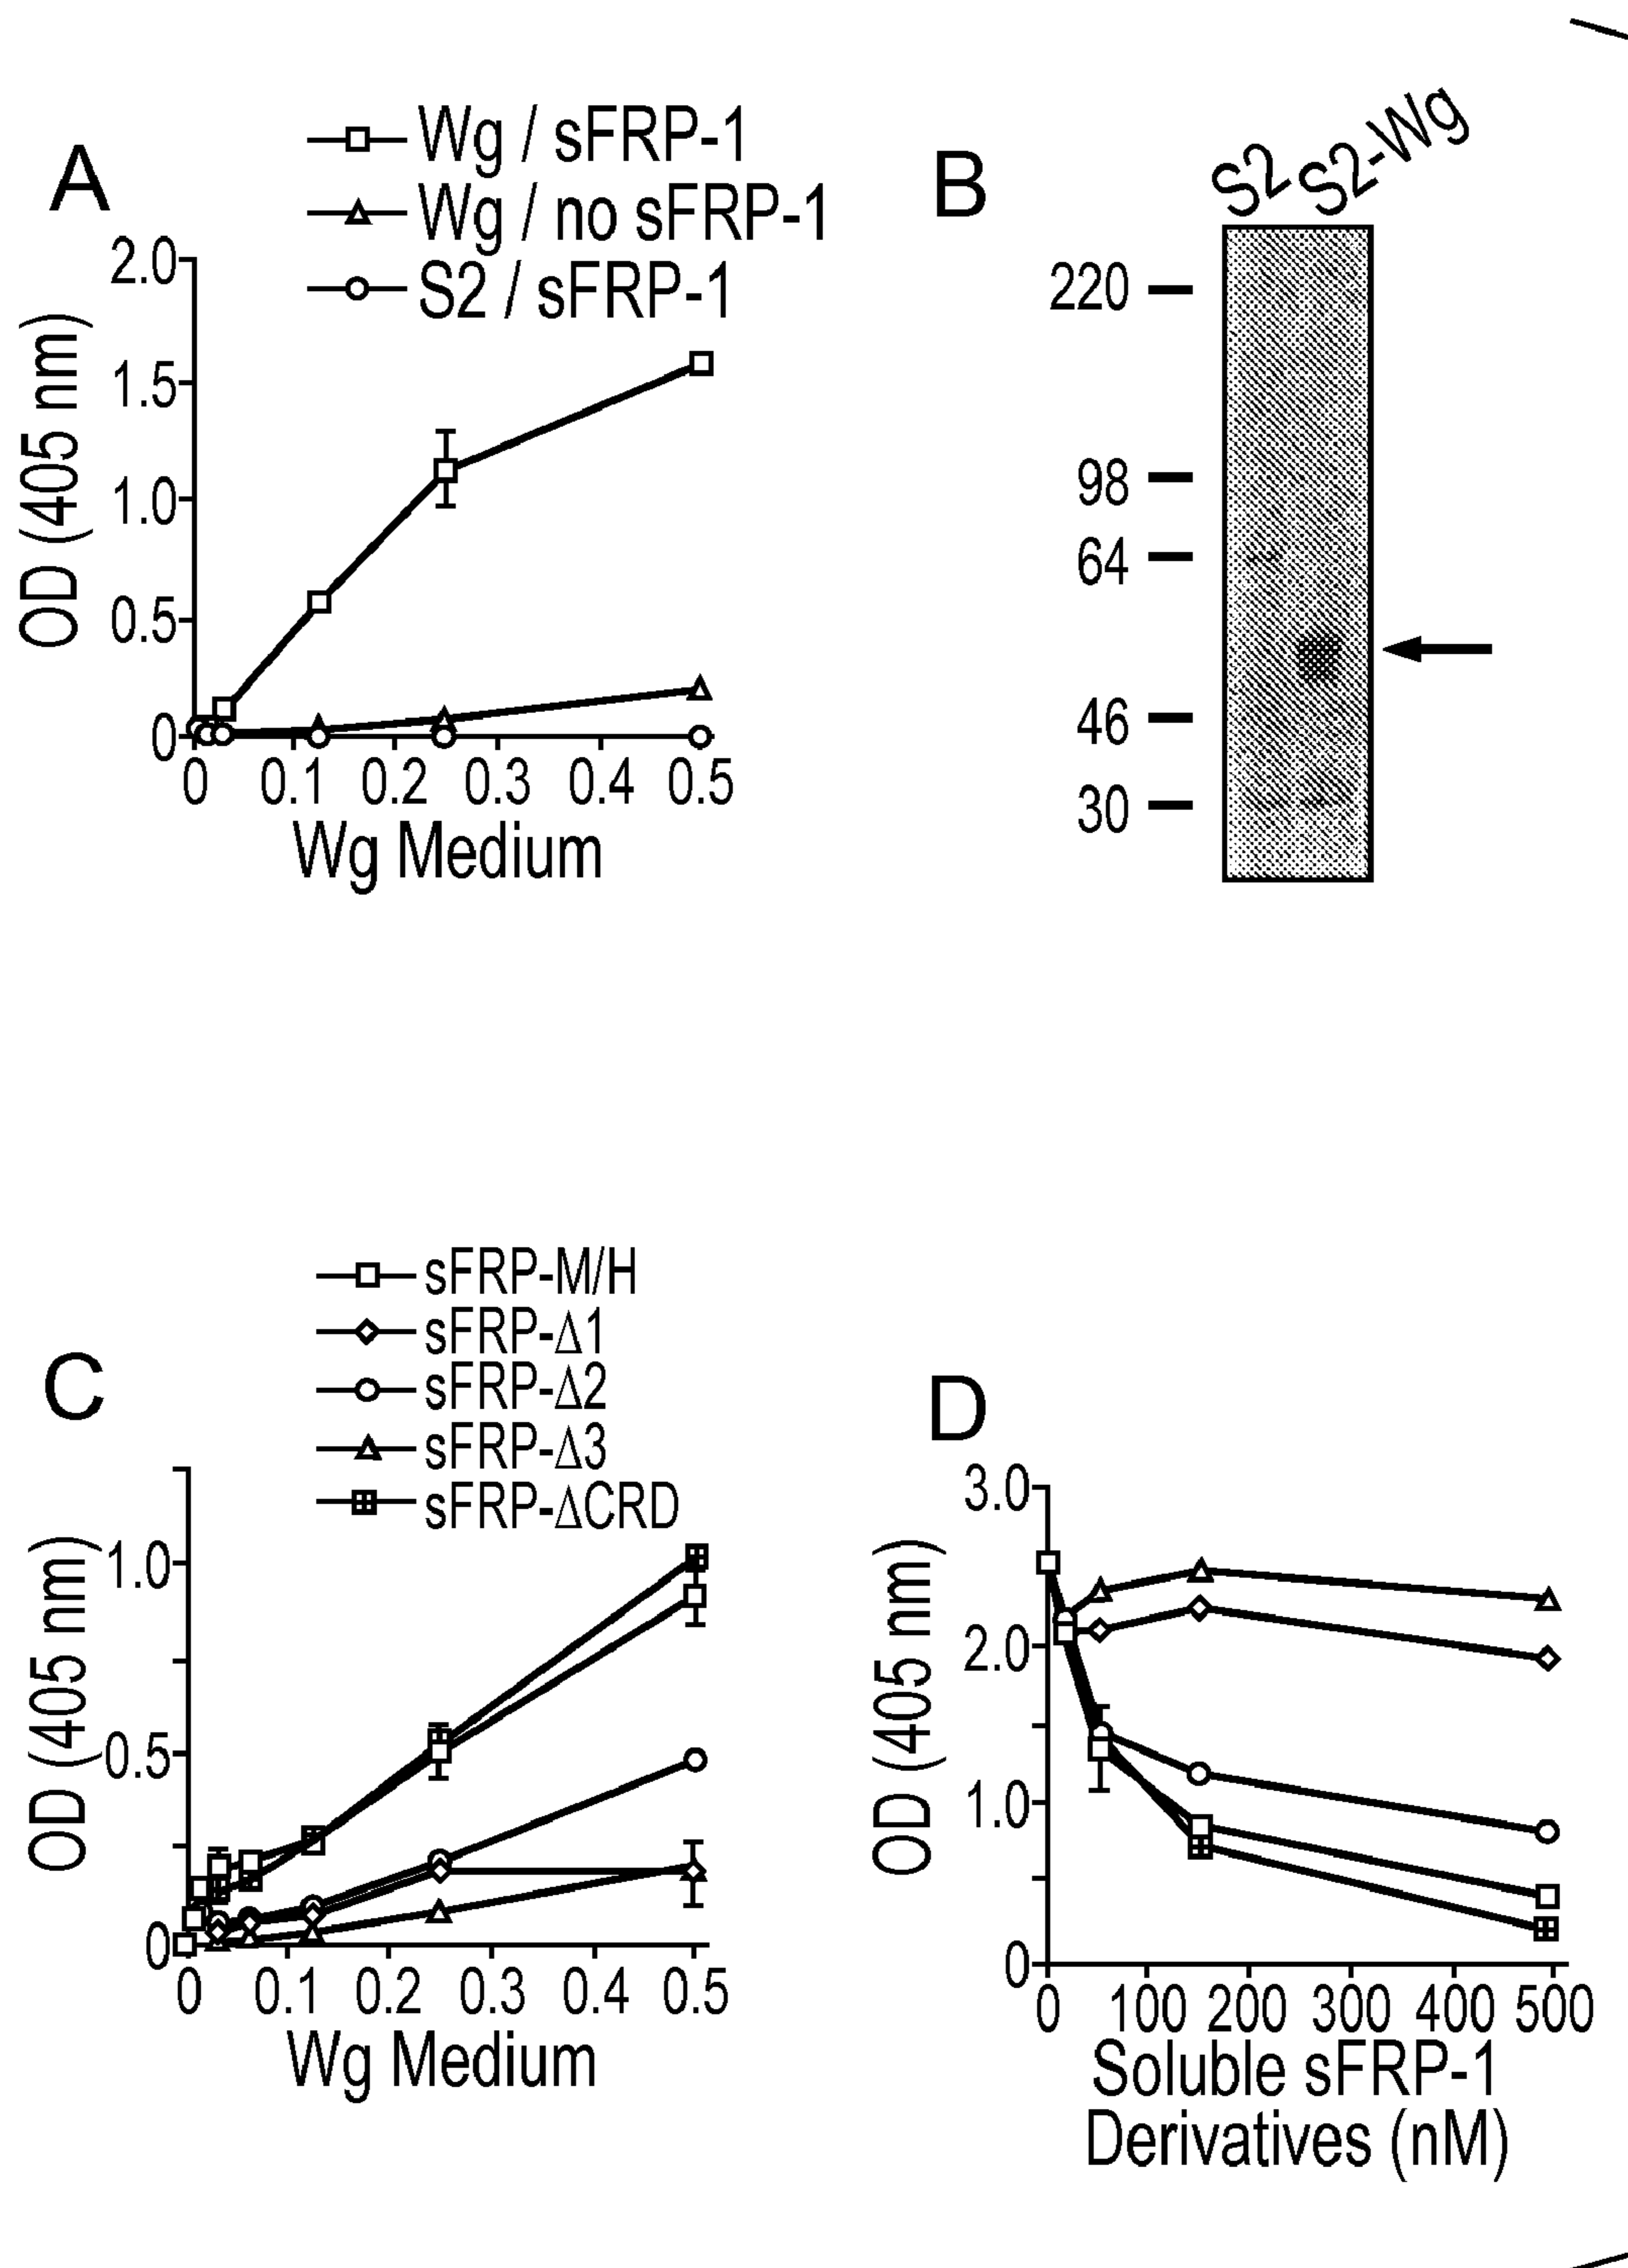 A
Wg / sFRP-1
Wg / no sFRP-1
S2 / sFRP-1
OD (405 nm)
2.0
1.5
1.0
0.5
0
0 0.1 0.2 0.3 0.4 0.5
Wg Medium
B
S2 S2-Wg
220
98
64
46
30
C
sFRP-M/H
sFRP-Δ1
sFRP-Δ2
sFRP-Δ3
sFRP-ΔCRD
OD (405 nm)
1.0
0.5
0
0 0.1 0.2 0.3 0.4 0.5
Wg Medium
D
OD (405 nm)
3.0
2.0
1.0
0
0 100 200 300 400 500
Soluble sFRP-1
Derivatives (nM)